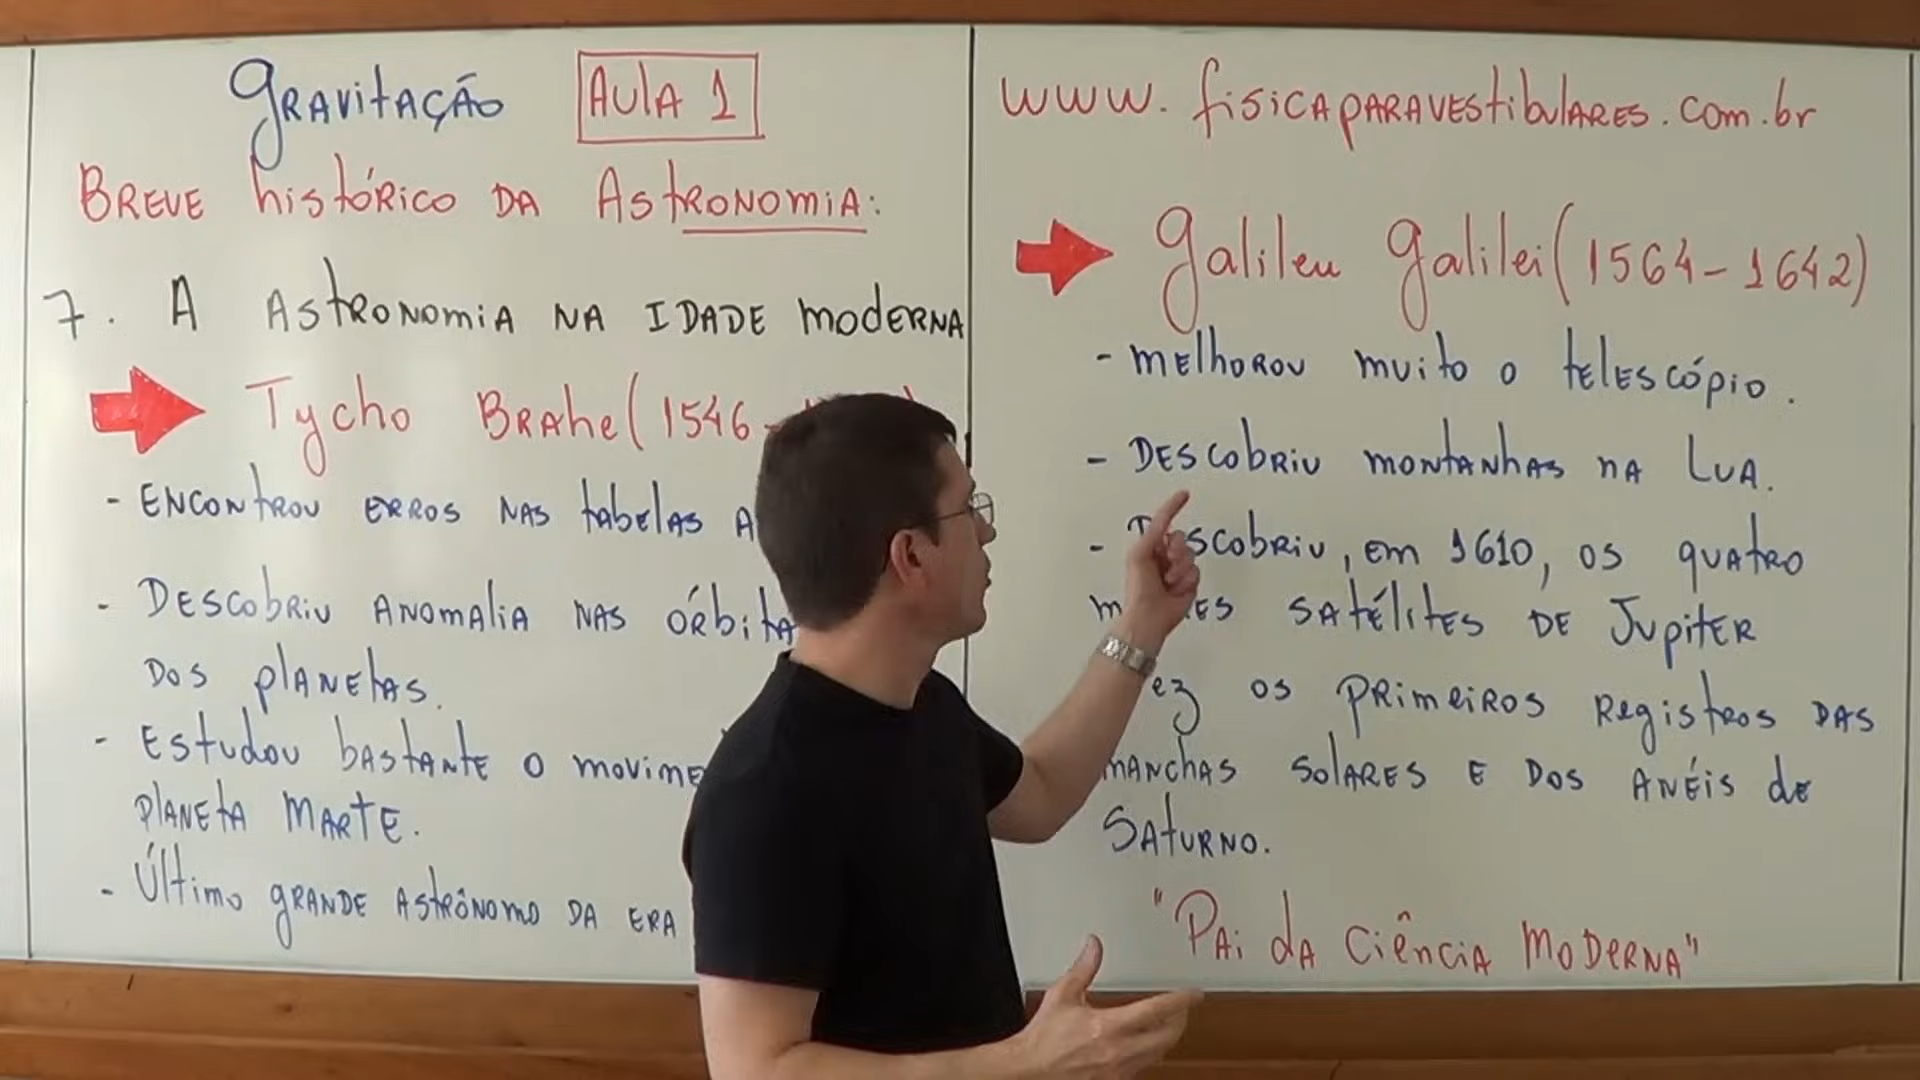 Gravitação Aula 1
Breve histórico da Astronomia:
7. A Astronomia na Idade Moderna
Tycho Brahe (1546 -
- Encontrou erros nas tabelas
- Descobriu anomalia nas
dos planetas.
- Estudou bastante o
planeta Marte.
- Último grande astrônomo da era
www.fisicaparavestibulares.com.br
Galileu Galilei (1564 - 1642)
- Melhorou muito o telescópio.
- Descobriu montanhas na Lua.
- Descobriu, em 1610, os quatro
satélites de Jupiter
os primeiros registros das
manchas solares e dos anéis de
Saturno.
"Pai da Ciência Moderna"